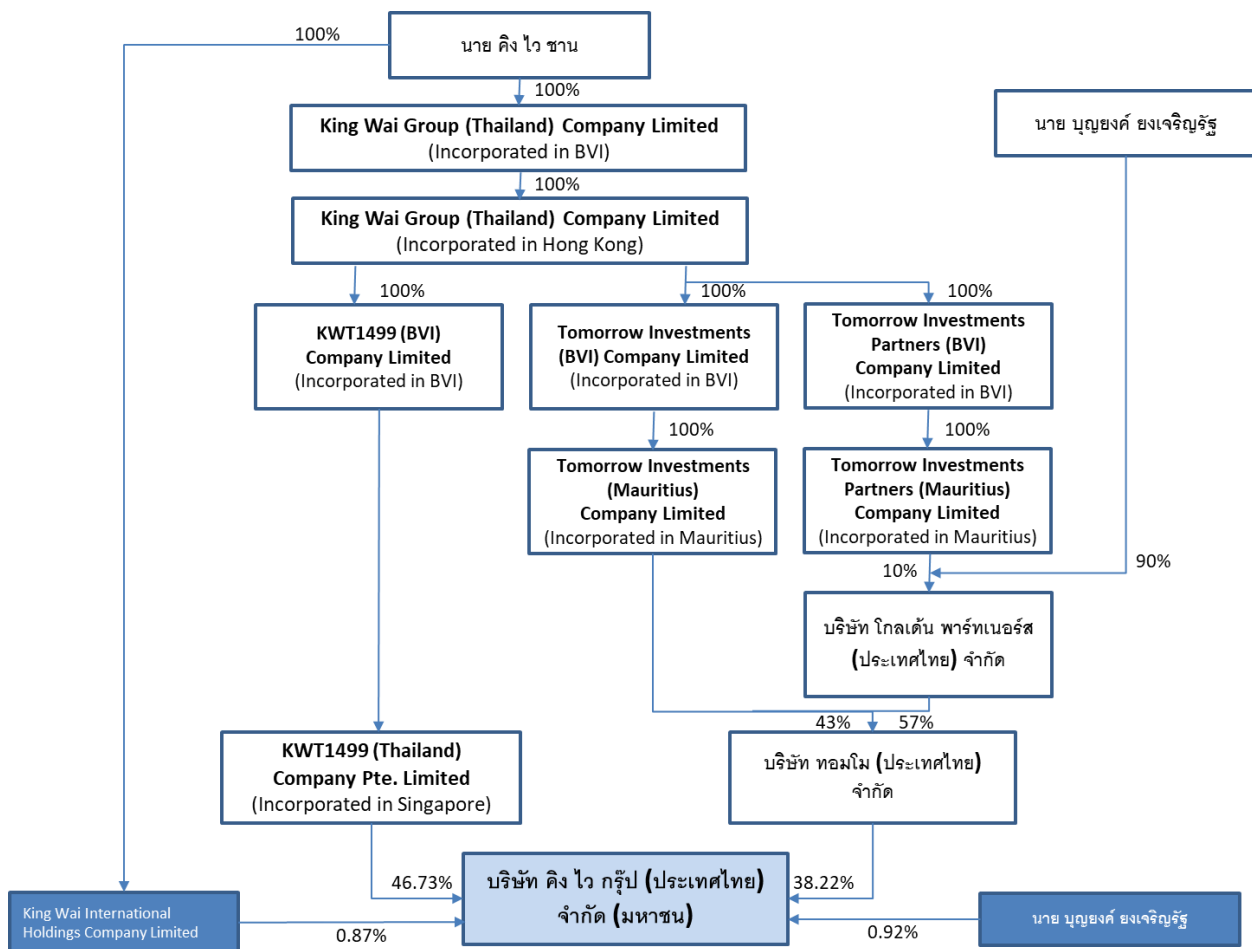 100%
นาย คิง ไว ชาน
100%
King Wai Group (Thailand) Company Limited
(Incorporated in BVI)
นาย บุญยงค์ ยงเจริญรัฐ
100%
King Wai Group (Thailand) Company Limited
(Incorporated in Hong Kong)
100%
100%
100%
KWT1499 (BVI)
Company Limited
(Incorporated in BVI)
Tomorrow Investments
(BVI) Company Limited
(Incorporated in BVI)
Tomorrow Investments
Partners (BVI)
Company Limited
(Incorporated in BVI)
100%
100%
Tomorrow Investments
(Mauritius)
Company Limited
(Incorporated in Mauritius)
Tomorrow Investments
Partners (Mauritius)
Company Limited
(Incorporated in Mauritius)
10%
90%
บริษัท โกลเด้น พาร์ทเนอร์ส
(ประเทศไทย) จำกัด
43%
57%
KWT1499 (Thailand)
Company Pte. Limited
(Incorporated in Singapore)
บริษัท ทอมโม (ประเทศไทย)
จำกัด
46.73%
บริษัท คิง ไว กรุ๊ป (ประเทศไทย)
จำกัด (มหาชน)
38.22%
King Wai International
Holdings Company Limited
0.87%
0.92%
นาย บุญยงค์ ยงเจริญรัฐ